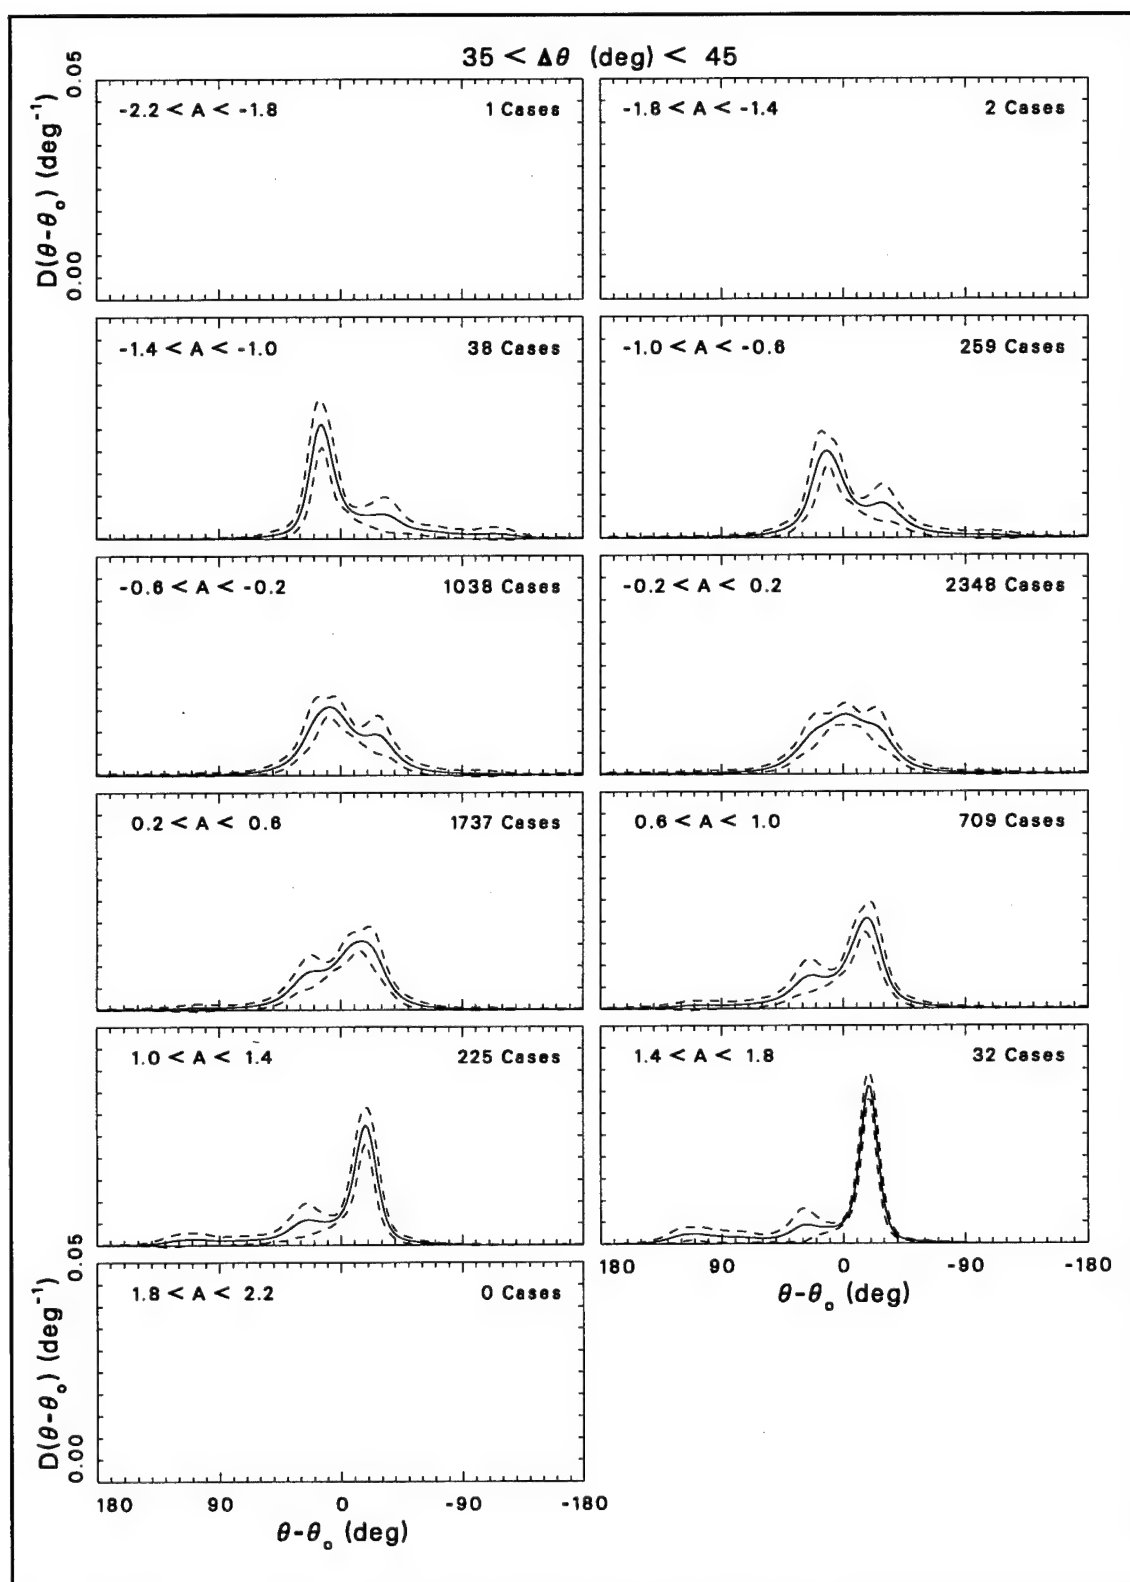 35 < Δθ (deg) < 45
0.05
D(θ-θo) (deg⁻¹)
0.00
-2.2 < A < -1.8 1 Cases
-1.8 < A < -1.4 2 Cases
-1.4 < A < -1.0 38 Cases
-1.0 < A < -0.6 259 Cases
-0.6 < A < -0.2 1038 Cases
-0.2 < A < 0.2 2348 Cases
0.2 < A < 0.6 1737 Cases
0.6 < A < 1.0 709 Cases
1.0 < A < 1.4 225 Cases
1.4 < A < 1.8 32 Cases
180 90 0 -90 -180
θ-θo (deg)
0.05
D(θ-θo) (deg⁻¹)
0.00
1.8 < A < 2.2 0 Cases
180 90 0 -90 -180
θ-θo (deg)